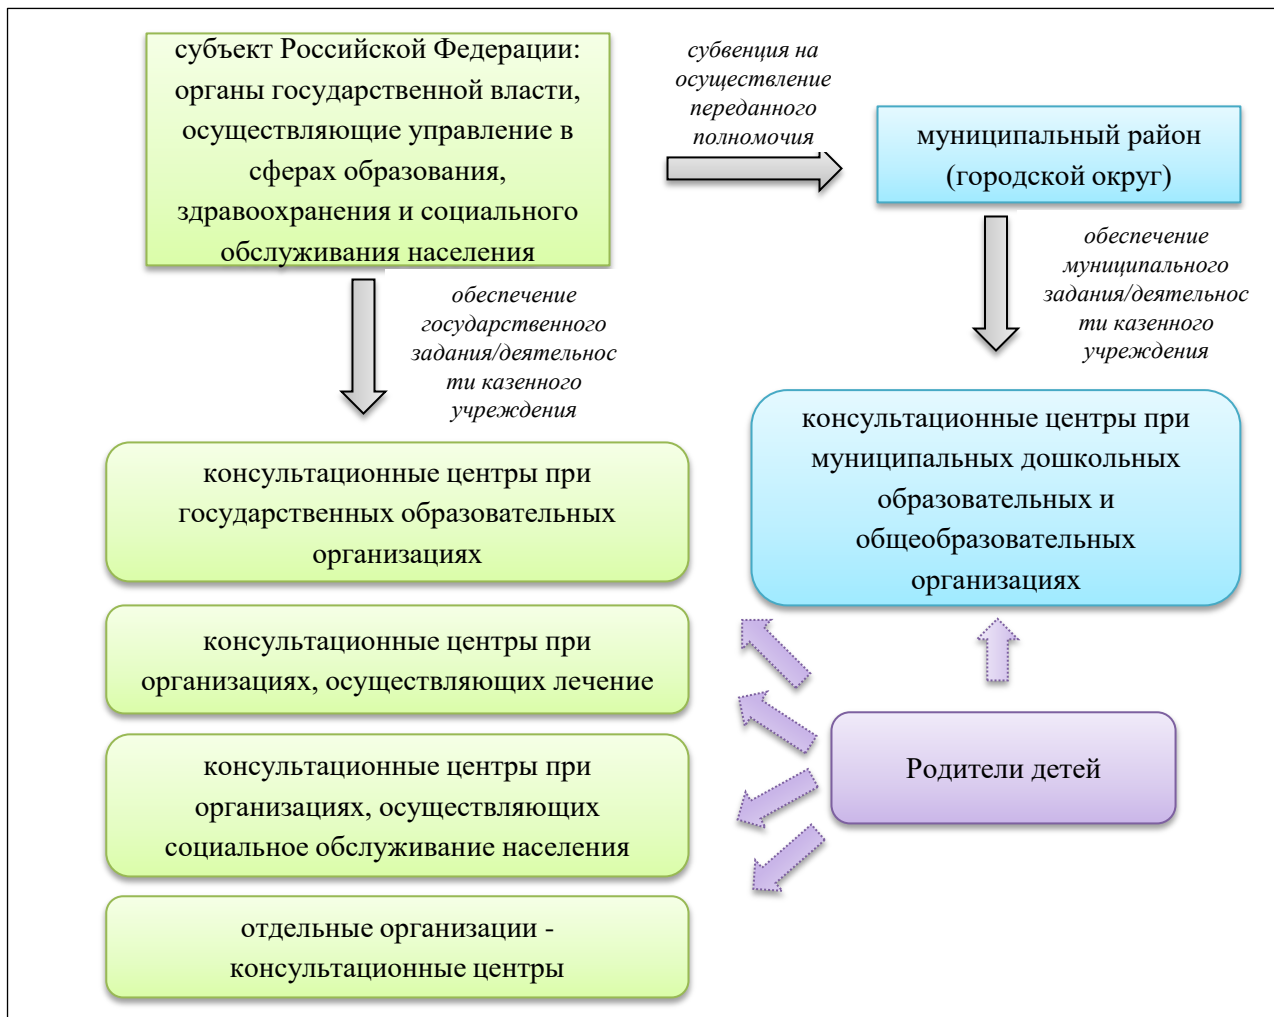 субъект Российской Федерации:
органы государственной власти,
осуществляющие управление в
сферах образования,
здравоохранения и социального
обслуживания населения
субвенция на
осуществление
переданного
полномочия
муниципальный район
(городской округ)
обеспечение
государственного
задания/деятельнос
ти казенного
учреждения
обеспечение
муниципального
задания/деятельнос
ти казенного
учреждения
консультационные центры при
государственных образовательных
организациях
консультационные центры при
муниципальных дошкольных
образовательных и
общеобразовательных
организациях
консультационные центры при
организациях, осуществляющих лечение
консультационные центры при
организациях, осуществляющих
социальное обслуживание населения
Родители детей
отдельные организации -
консультационные центры